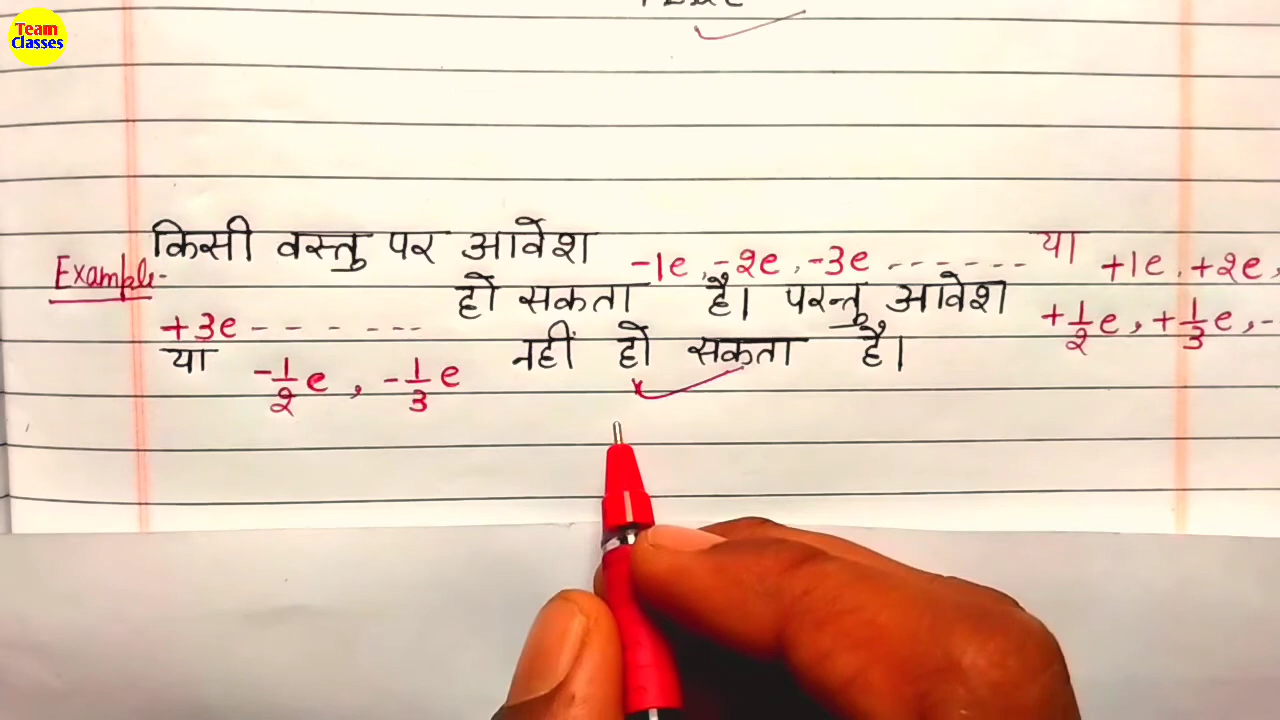 Team
Classes
किसी वस्तु पर आवेश -1e, -2e, -3e ------ या +1e, +2e,
Example-
+3e - - - - - - हो सकता है। परन्तु आवेश +1/2e, +1/3e, -
या -1/2e, -1/3e नहीं हो सकता है।